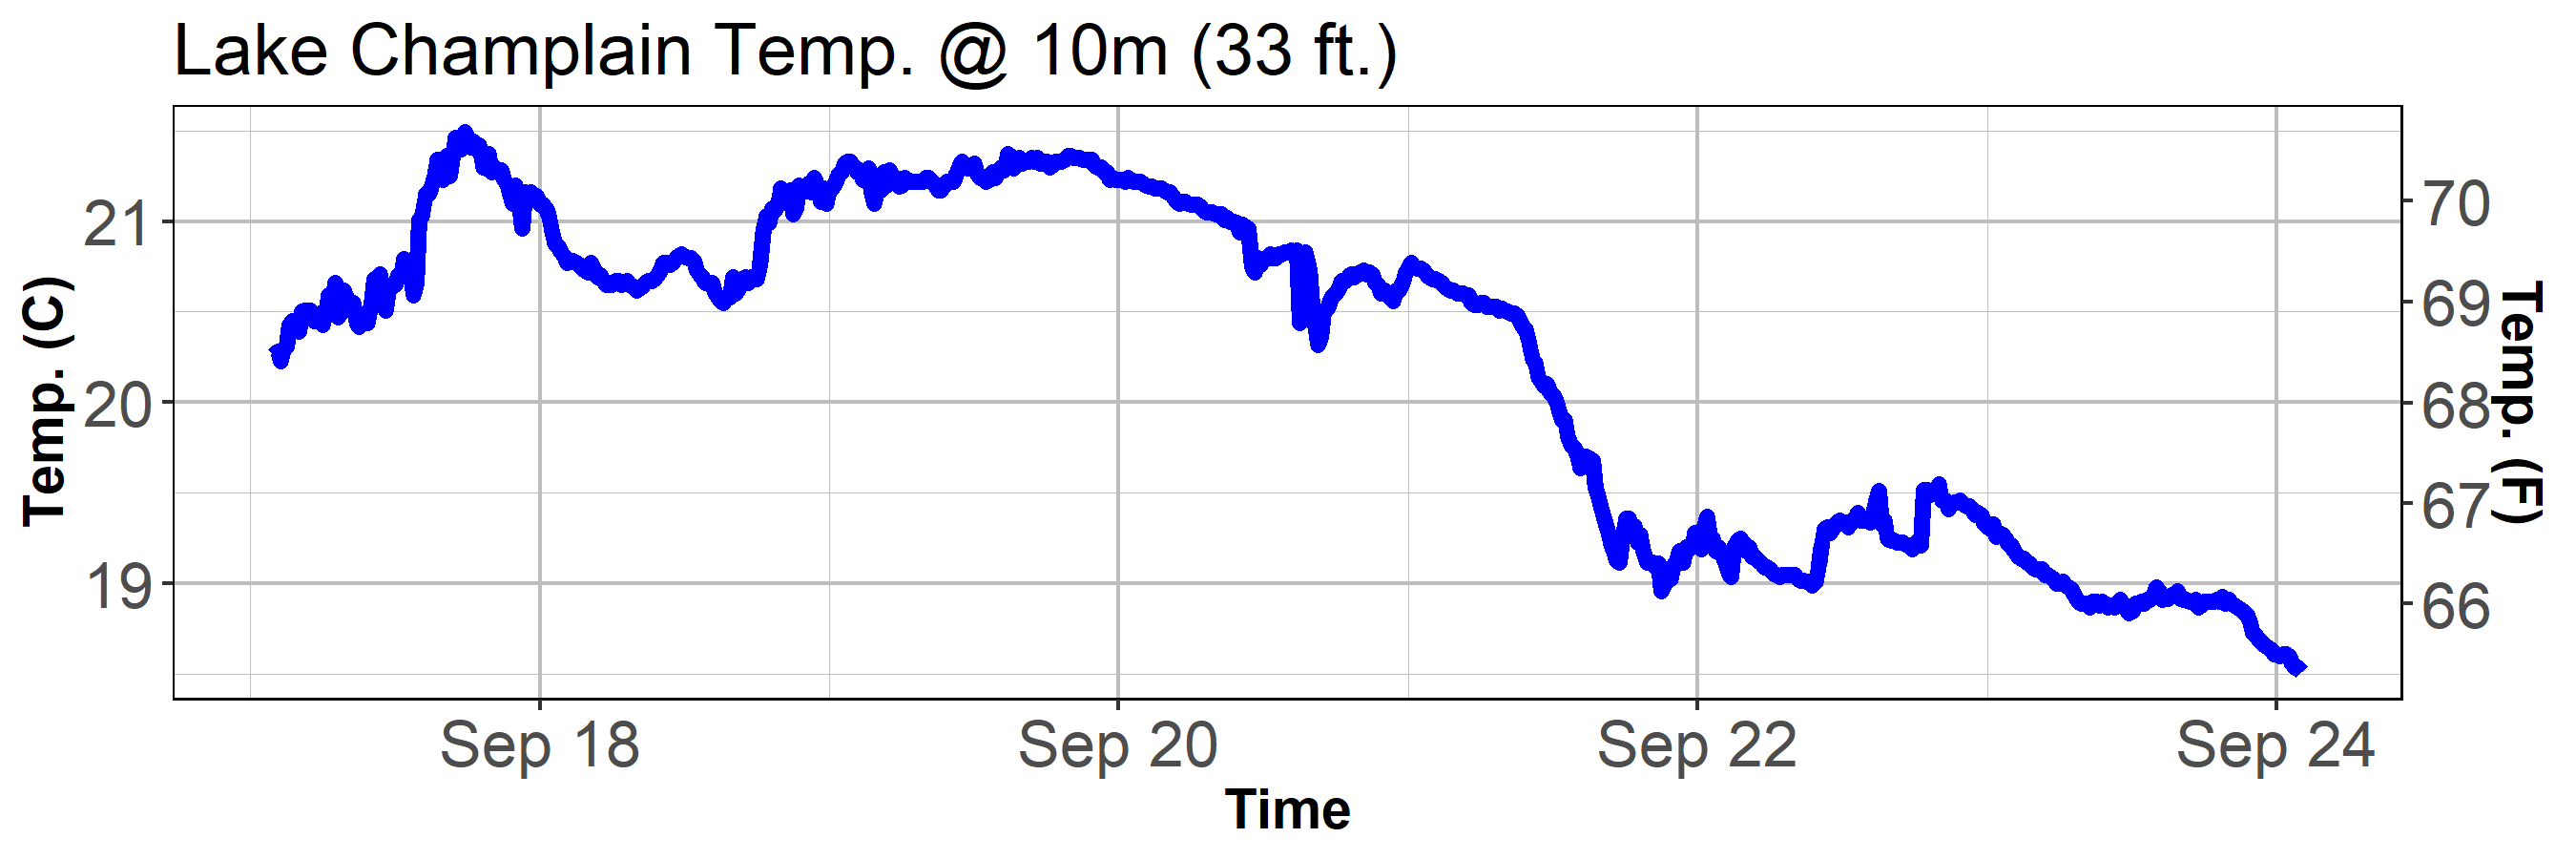 Lake Champlain Temp. @ 10m (33 ft.)
Temp. (C)
21
20
19
70
69
68
67
66
Temp. (F)
Sep 18 Sep 20 Sep 22 Sep 24
Time